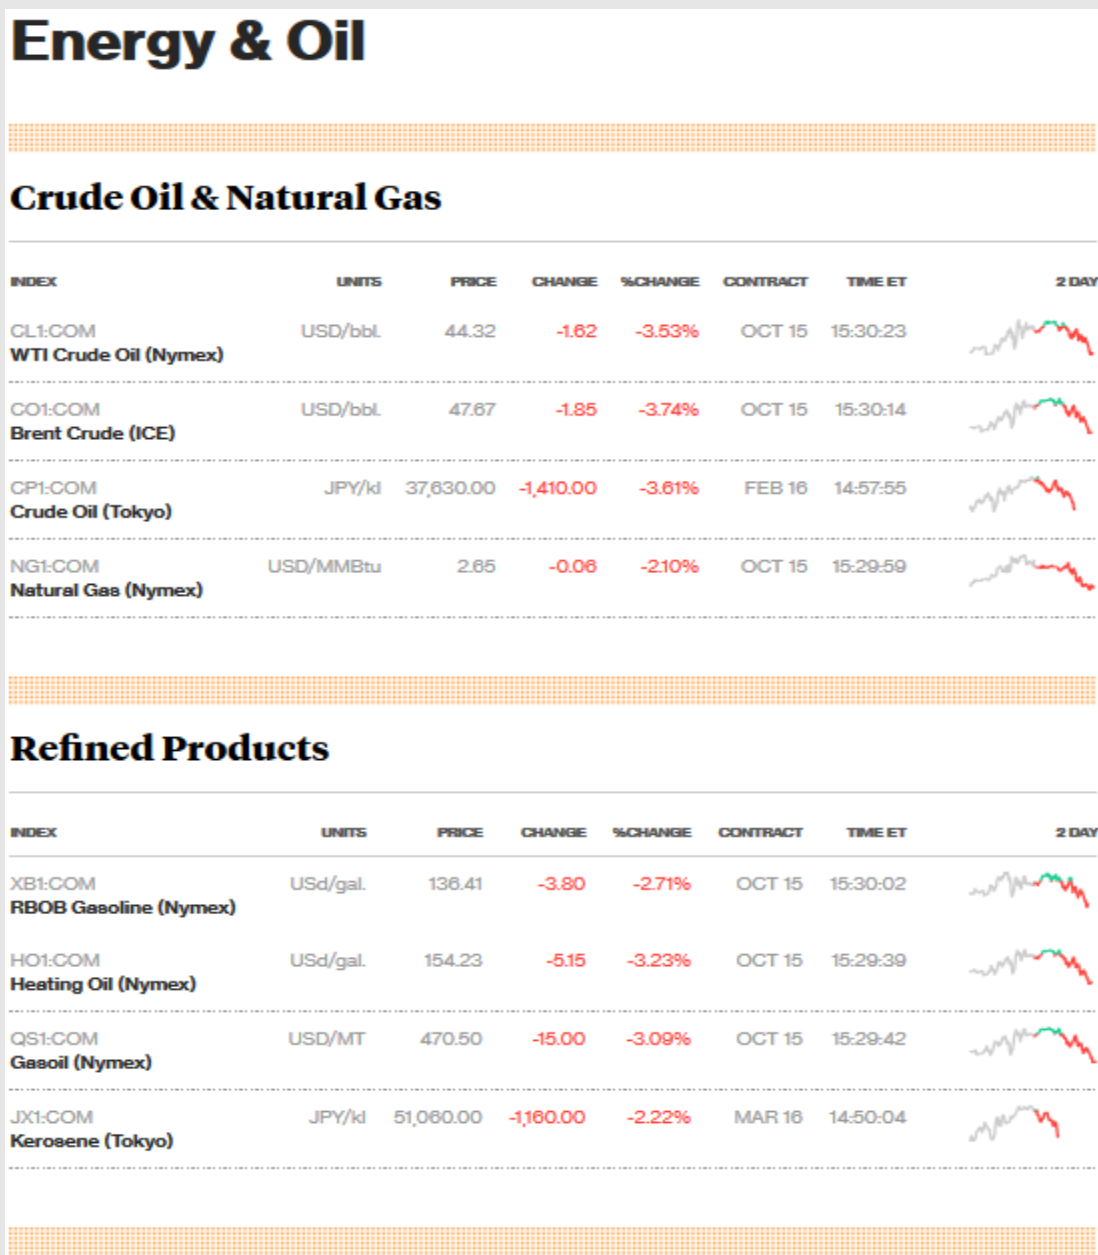 Energy & Oil
Crude Oil & Natural Gas
INDEX UNITS PRICE CHANGE %CHANGE CONTRACT TIME ET 2 DAY
CL1:COM USD/bbl. 44.32 -1.62 -3.53% OCT 15 15:30:23
WTI Crude Oil (Nymex)
CO1:COM USD/bbl. 47.67 -1.85 -3.74% OCT 15 15:30:14
Brent Crude (ICE)
CP1:COM JPY/kl 37,630.00 -1,410.00 -3.61% FEB 16 14:57:55
Crude Oil (Tokyo)
NG1:COM USD/MMBtu 2.65 -0.06 -2.10% OCT 15 15:29:59
Natural Gas (Nymex)
Refined Products
INDEX UNITS PRICE CHANGE %CHANGE CONTRACT TIME ET 2 DAY
XB1:COM USd/gal. 136.41 -3.80 -2.71% OCT 15 15:30:02
RBOB Gasoline (Nymex)
HO1:COM USd/gal. 154.23 -5.15 -3.23% OCT 15 15:29:39
Heating Oil (Nymex)
QS1:COM USD/MT 470.50 -15.00 -3.09% OCT 15 15:29:42
Gasoil (Nymex)
JX1:COM JPY/kl 51,060.00 -1,160.00 -2.22% MAR 16 14:50:04
Kerosene (Tokyo)